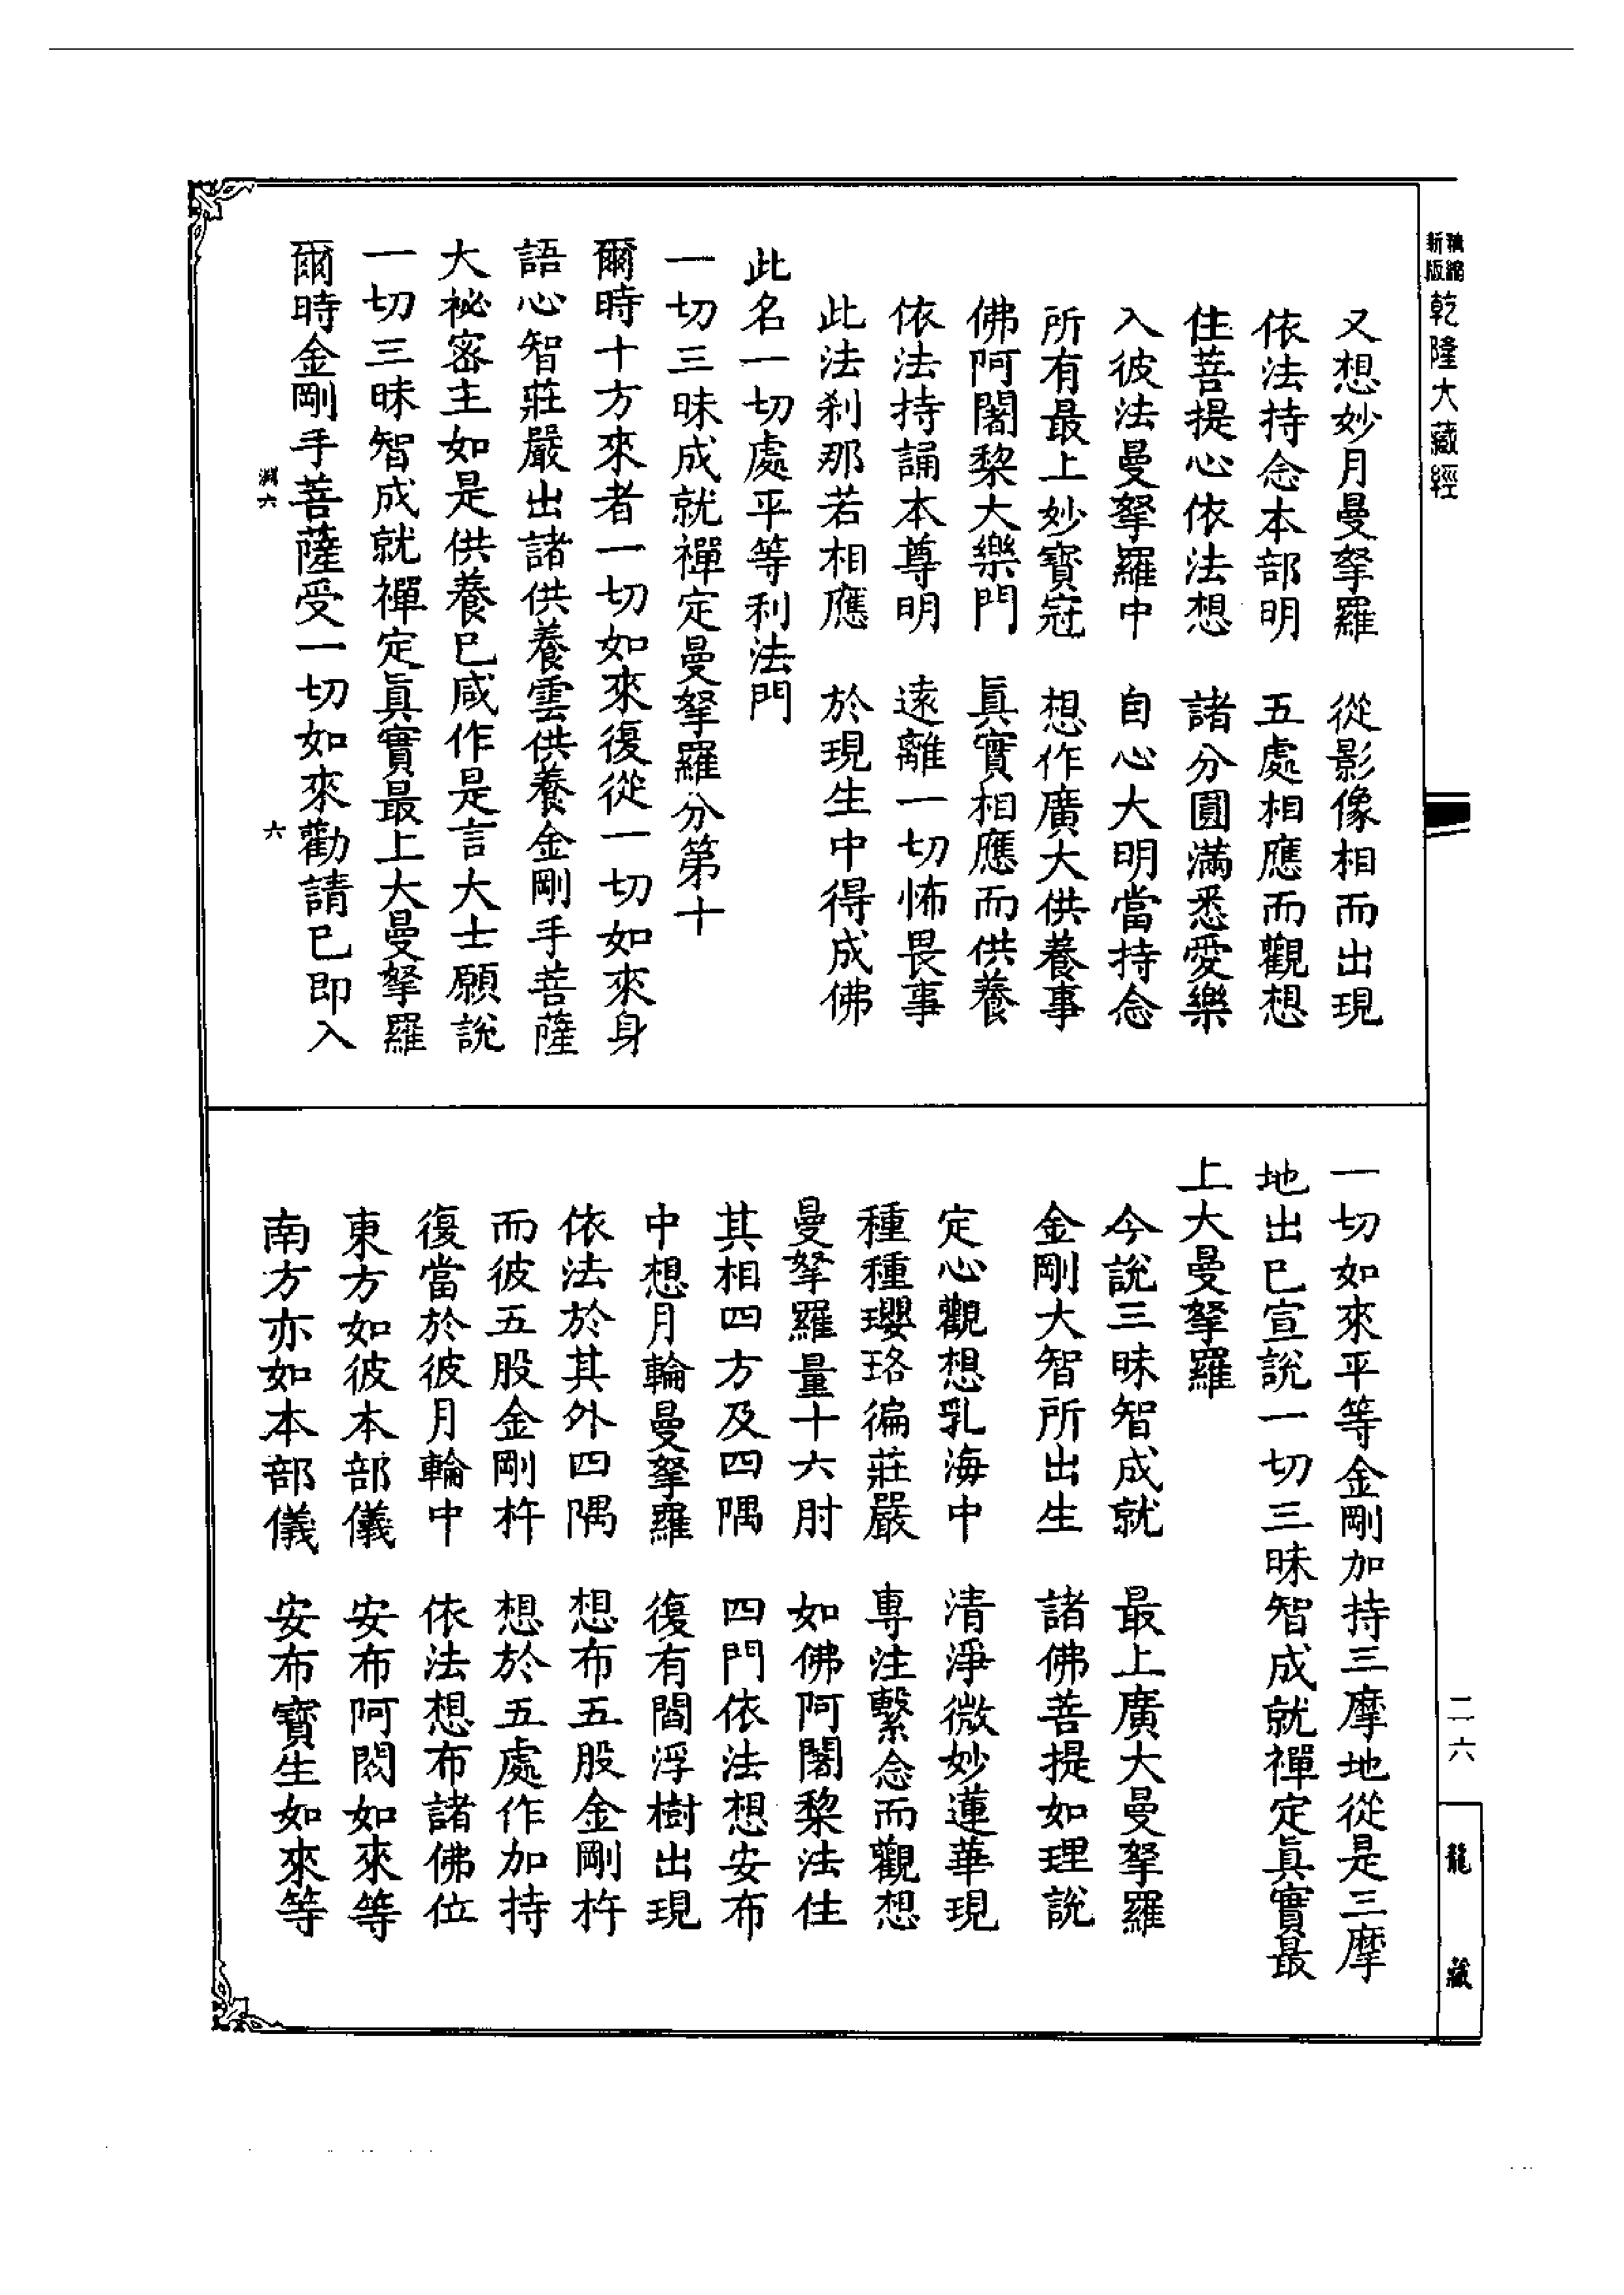 精縮新版 乾隆大藏經
又想妙月曼拏羅　從影像相而出現
依法持念本部明　五處相應而觀想
住菩提心依法想　諸分圓滿悉愛樂
入彼法曼拏羅中　自心大明當持念
所有最上妙寶冠　想作廣大供養事
佛阿闍黎大樂門　真實相應而供養
依法持誦本尊明　遠離一切怖畏事
此法剎那若相應　於現生中得成佛
此名一切處平等利法門
一切三昧成就禪定曼拏羅分第十
爾時十方來者一切如來復從一切如來身
語心智莊嚴出諸供養雲供養金剛手菩薩
大祕密主如是供養已咸作是言大士願說
一切三昧智成就禪定真實最上大曼拏羅
爾時金剛手菩薩受一切如來勸請已即入
淵六　六
一切如來平等金剛加持三摩地從是三摩
地出已宣說一切三昧智成就禪定真實最
上大曼拏羅
今說三昧智成就　最上廣大曼拏羅
金剛大智所出生　諸佛菩提如理說
定心觀想乳海中　清淨微妙蓮華現
種種瓔珞徧莊嚴　專注繫念而觀想
曼拏羅量十六肘　如佛阿闍黎法住
其相四方及四隅　四門依法想安布
中想月輪曼拏羅　復有閻浮樹出現
依法於其外四隅　想布五股金剛杵
而彼五股金剛杵　想於五處作加持
復當於彼月輪中　依法想布諸佛位
東方如彼本部儀　安布阿閦如來等
南方亦如本部儀　安布寶生如來等
二六
龍藏